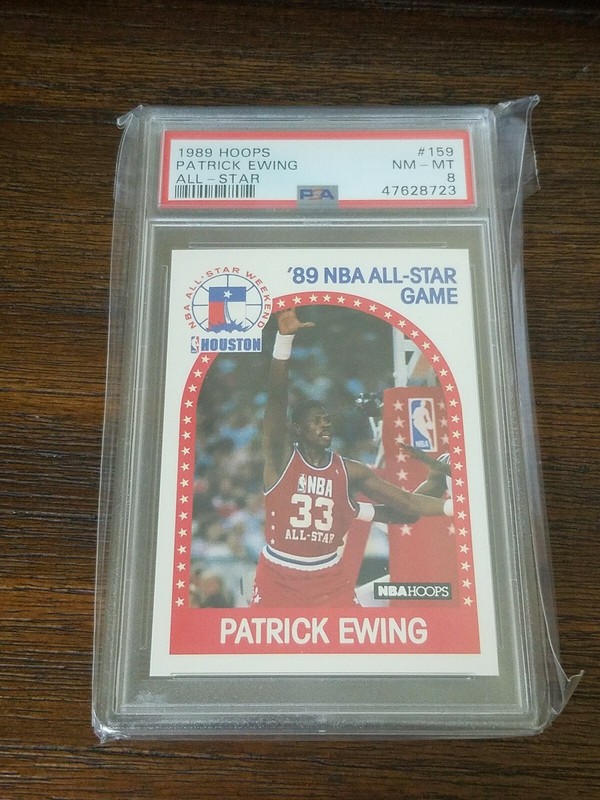 1989 HOOPS #159
PATRICK EWING NM - MT
ALL - STAR 8
PSA 47628723
NBA ALL-STAR WEEKEND
HOUSTON
'89 NBA ALL-STAR
GAME
NBA
NBA
33
ALL-STAR
NBA HOOPS
PATRICK EWING